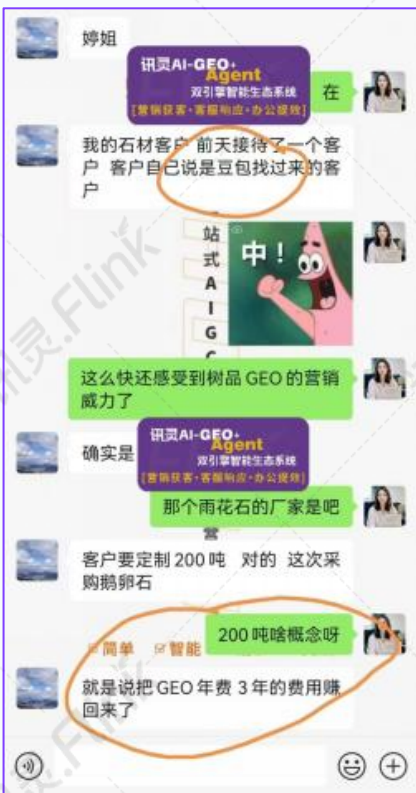 婷姐
讯灵AI-GEO+
Agent
双引擎智能生态系统
[营销获客·客服响应·办公提效]
在
我的石材客户 前天接待了一个客
户 客户自己说是豆包找过来的客
户
站
式
A
I
G
C
中!
这么快还感受到树品 GEO 的营销
威力了
讯灵AI-GEO+
Agent
双引擎智能生态系统
[营销获客·客服响应·办公提效]
确实是
那个雨花石的厂家是吧
营
客户要定制 200 吨 对的 这次采
购鹅卵石
200 吨啥概念呀
简单 智能
就是说把 GEO 年费 3 年的费用赚
回来了
讯灵.Flink